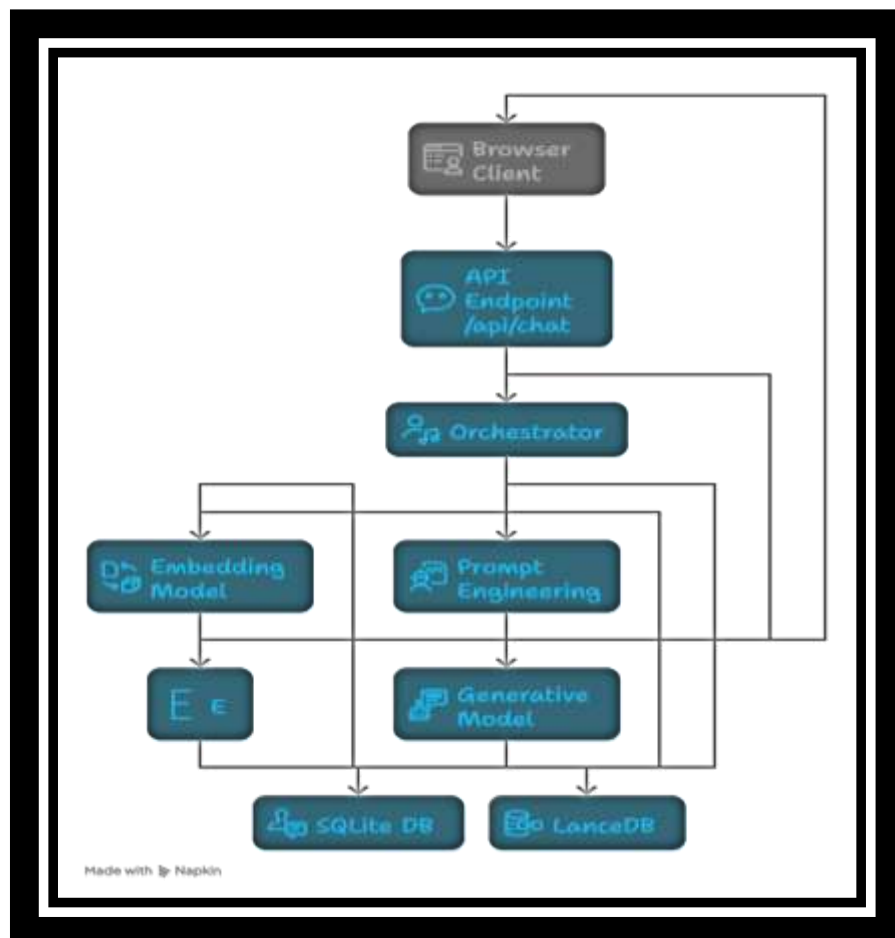 Browser
Client
API
Endpoint
/api/chat
Orchestrator
Embedding
Model
Prompt
Engineering
E
Generative
Model
SQLite DB
LanceDB
Made with Napkin